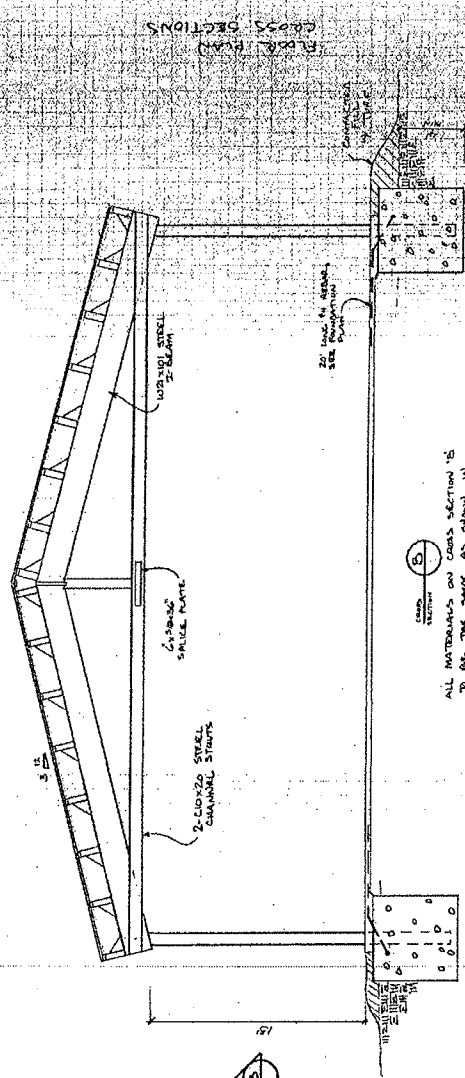 FLOOR PLAN
CROSS SECTIONS
COMPACTED
FILL
W21x101 STEEL
I-BEAM
20' LONG #4 REBARS
SEE FOUNDATION
PLAN
SPLICE PLATE
2-C10x20 STEEL
CHANNEL STRUTS
12
3
15'
B
CROSS
SECTION
B
ALL MATERIALS ON CROSS SECTION 'B'
TO BE THE SAME AS SHOWN IN